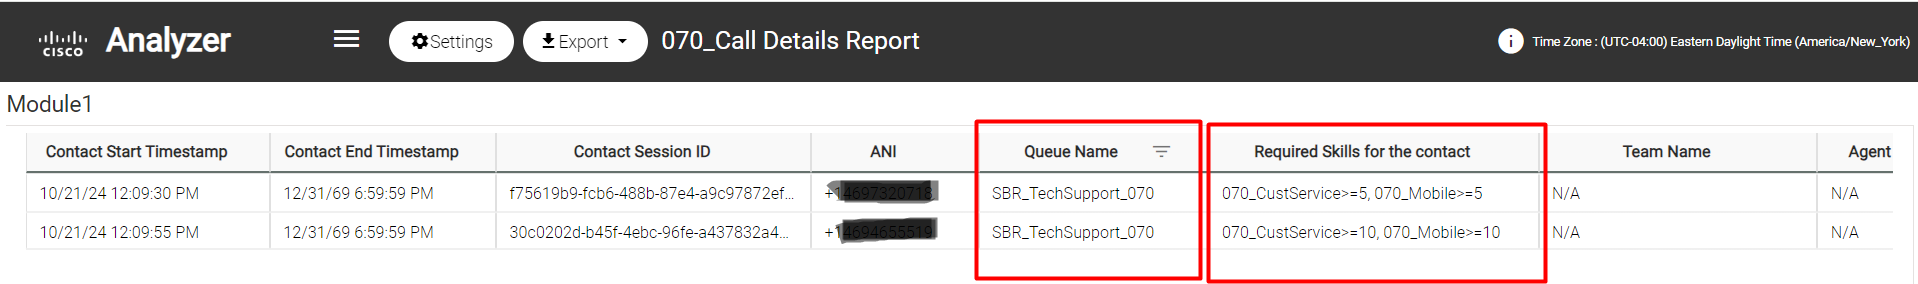 cisco Analyzer Settings Export 070_Call Details Report Time Zone : (UTC-04:00) Eastern Daylight Time (America/New_York)
Module1
Contact Start Timestamp Contact End Timestamp Contact Session ID ANI Queue Name Required Skills for the contact Team Name Agent
10/21/24 12:09:30 PM 12/31/69 6:59:59 PM f75619b9-fcb6-488b-87e4-a9c97872ef... + SBR_TechSupport_070 070_CustService>=5, 070_Mobile>=5 N/A N/A
10/21/24 12:09:55 PM 12/31/69 6:59:59 PM 30c0202d-b45f-4ebc-96fe-a437832a4... + SBR_TechSupport_070 070_CustService>=10, 070_Mobile>=10 N/A N/A